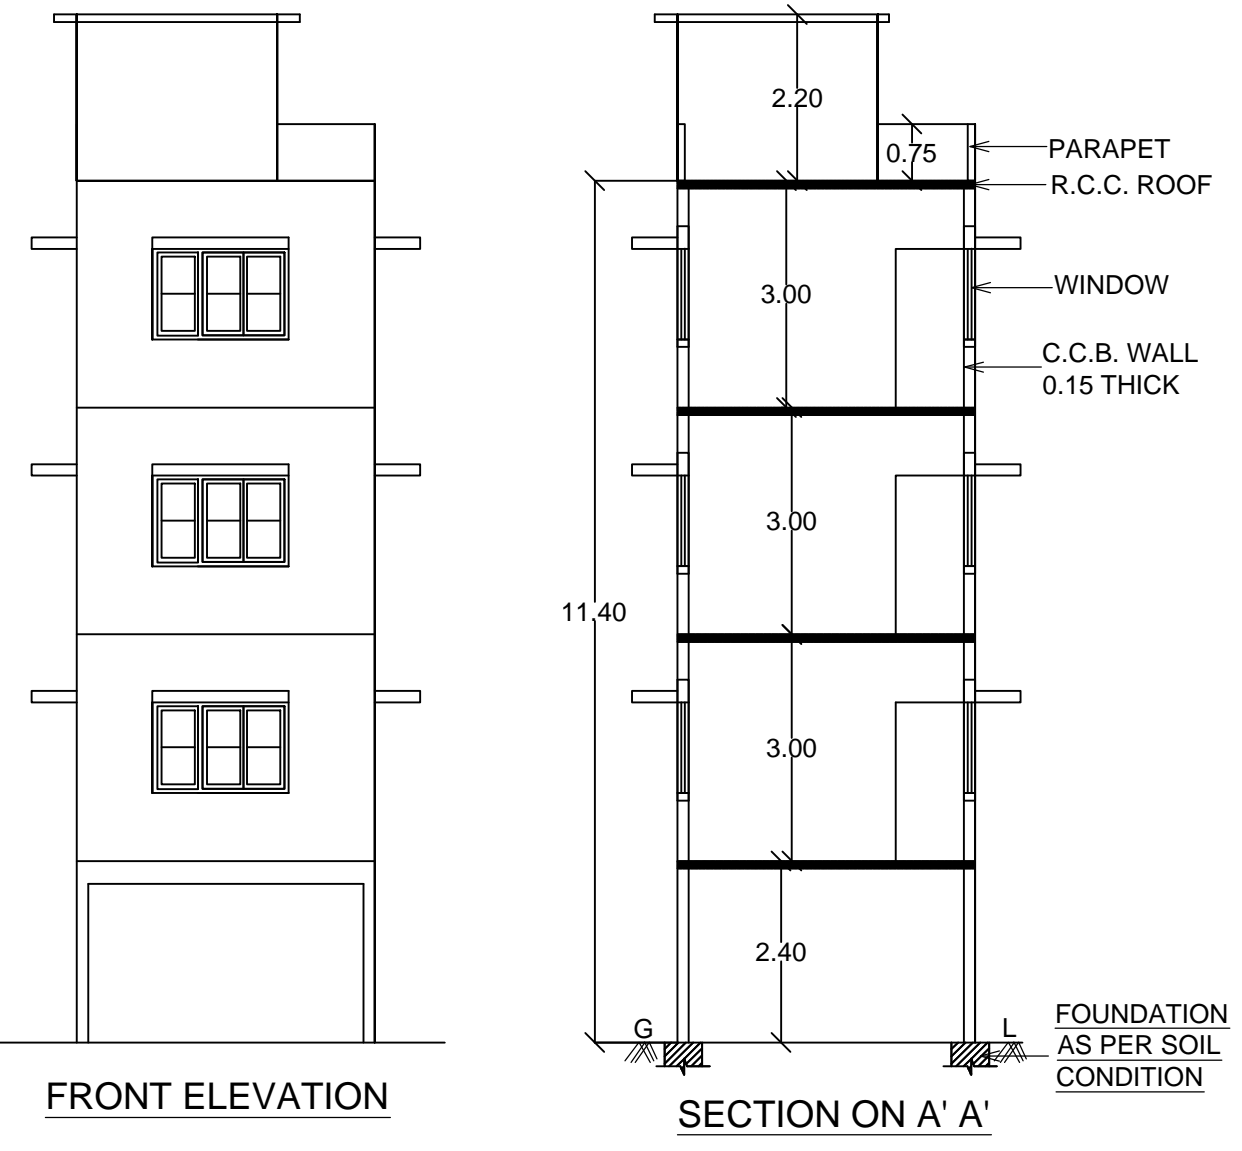 2.20
0.75
PARAPET
R.C.C. ROOF
3.00
WINDOW
C.C.B. WALL
0.15 THICK
3.00
11.40
3.00
2.40
G
L
FOUNDATION
AS PER SOIL
CONDITION
FRONT ELEVATION
SECTION ON A' A'